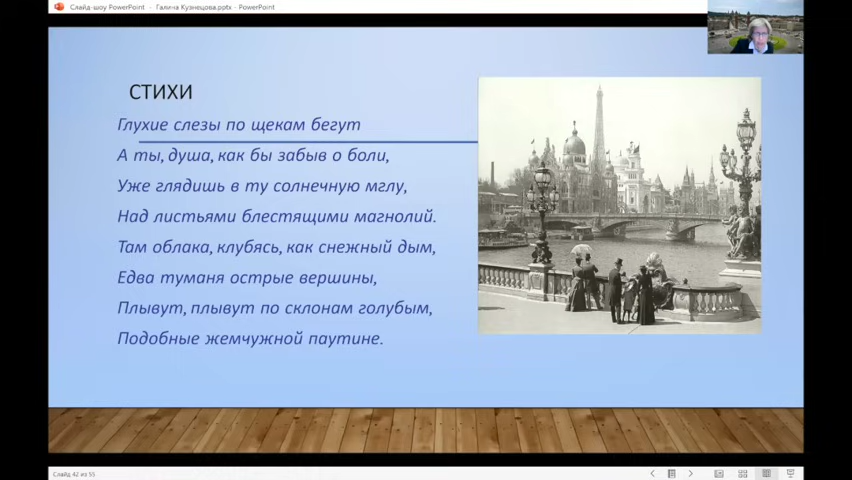 Слайд-шоу PowerPoint - Галина Кузнецова.pptx - PowerPoint
СТИХИ
Глухие слезы по щекам бегут
А ты, душа, как бы забыв о боли,
Уже глядишь в ту солнечную мглу,
Над листьями блестящими магнолий.
Там облака, клубясь, как снежный дым,
Едва туманя острые вершины,
Плывут, плывут по склонам голубым,
Подобные жемчужной паутине.
Слайд 42 из 55